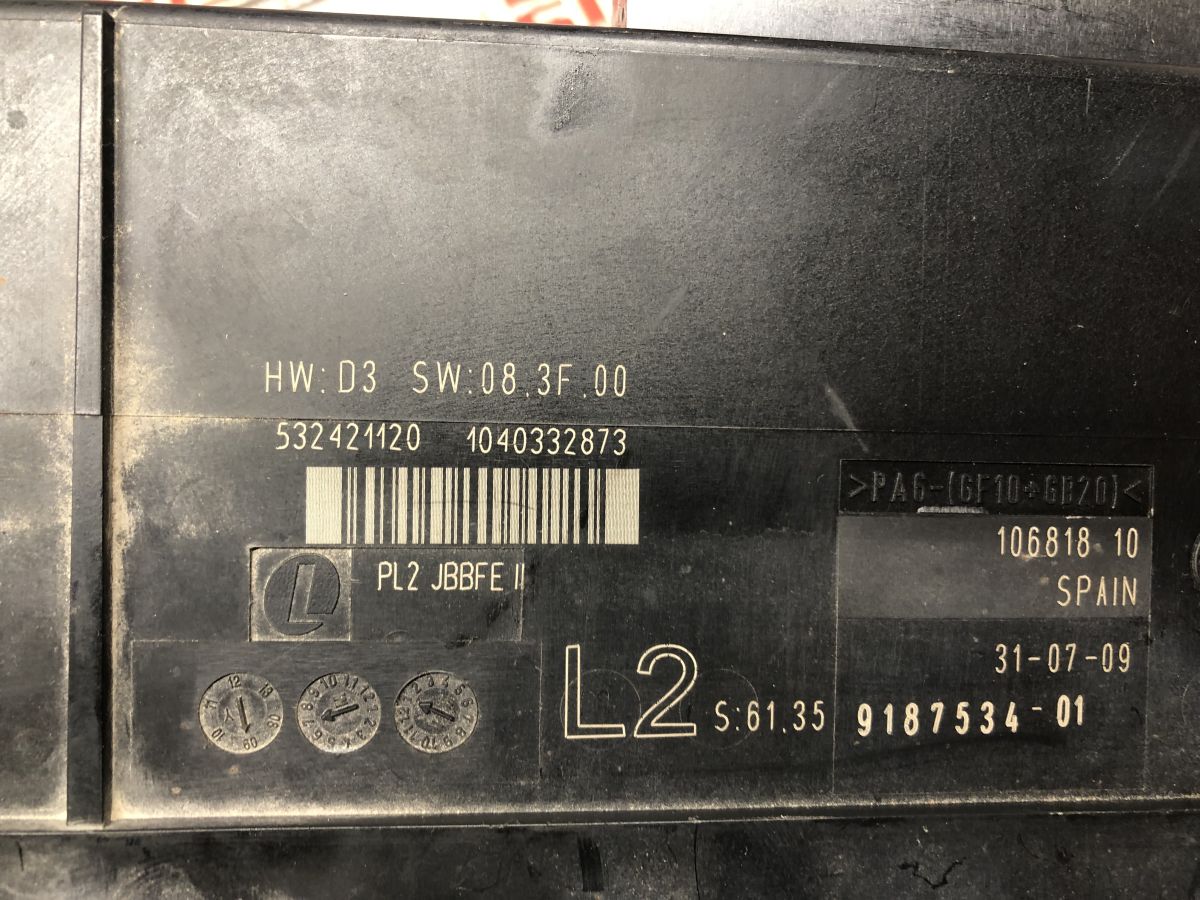 HW: D3 SW:08.3F.00
532421120 1040332873
>PA6-(GF10+GB20)<
106818 10
SPAIN
L
PL2 JBBFE II
31-07-09
L2 S:61.35
9187534-01